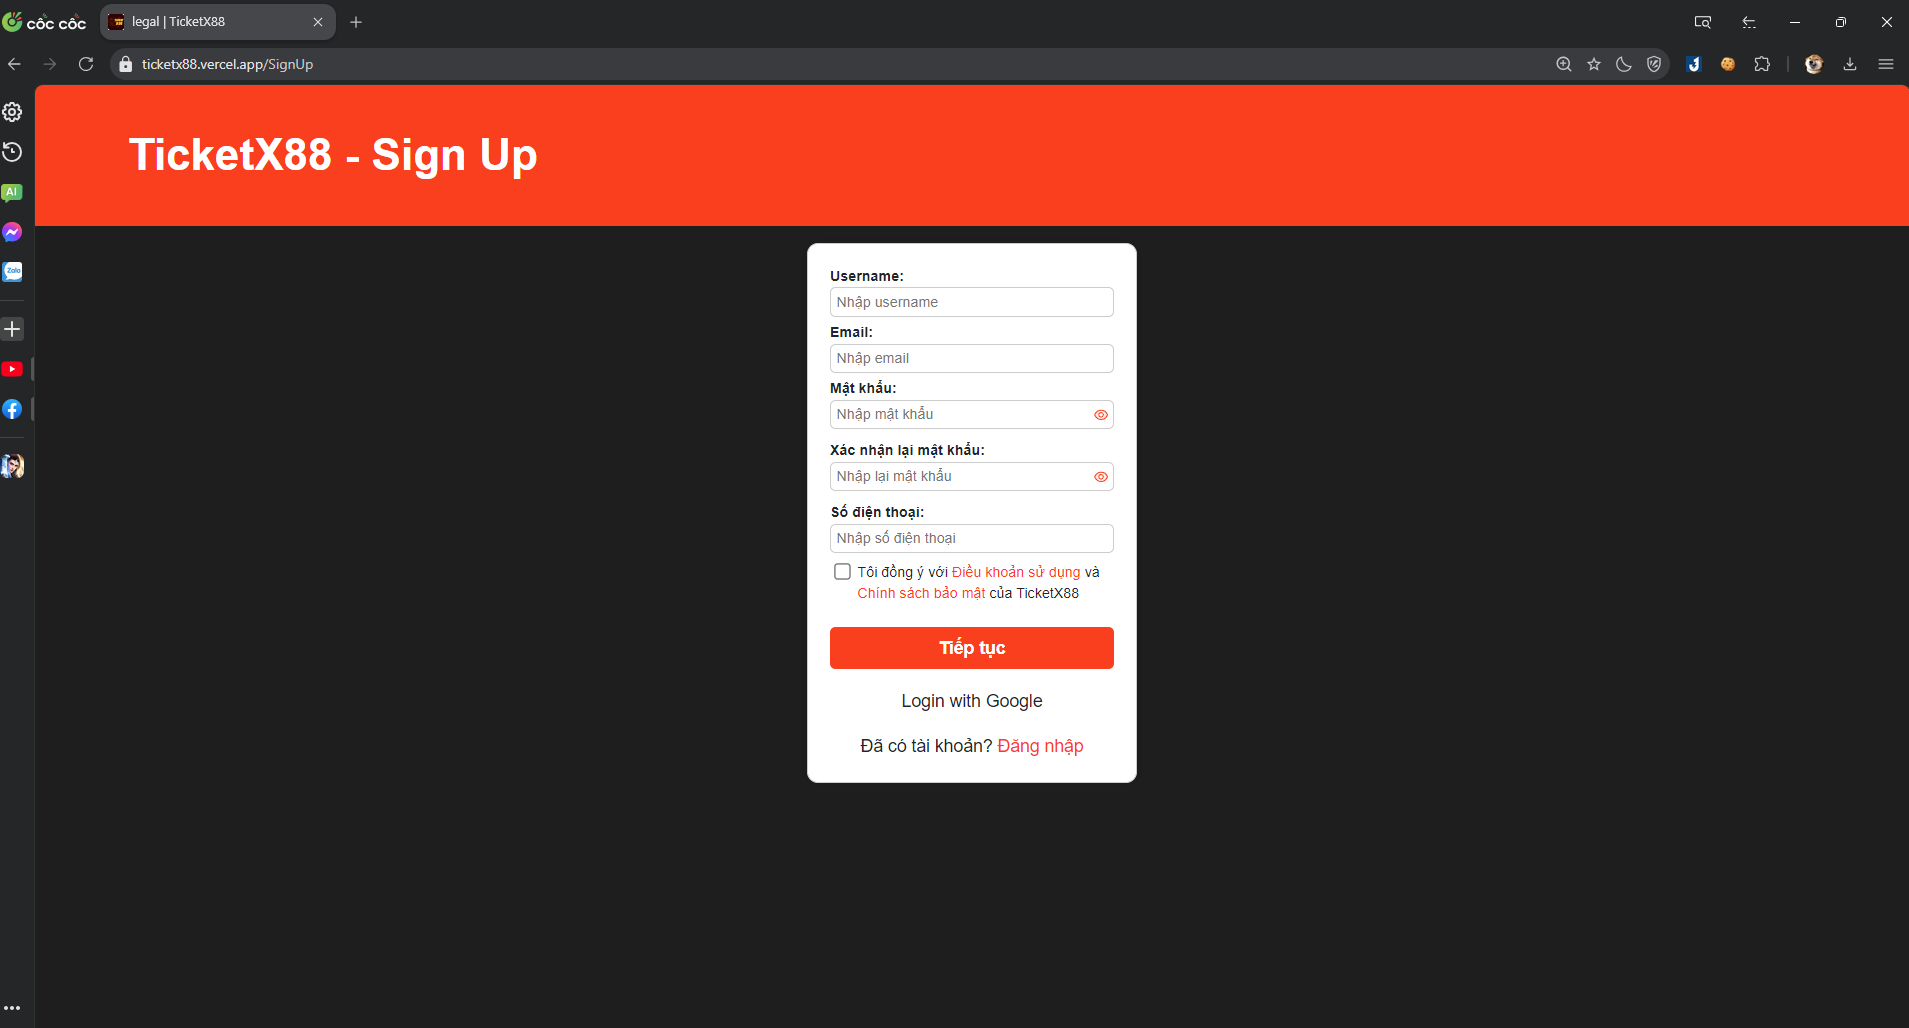 cốc cốc
legal | TicketX88
ticketx88.vercel.app/SignUp
AI
Zalo
TicketX88 - Sign Up
Username:
Nhập username
Email:
Nhập email
Mật khẩu:
Nhập mật khẩu
Xác nhận lại mật khẩu:
Nhập lại mật khẩu
Số điện thoại:
Nhập số điện thoại
Tôi đồng ý với Điều khoản sử dụng và
Chính sách bảo mật của TicketX88
Tiếp tục
Login with Google
Đã có tài khoản? Đăng nhập